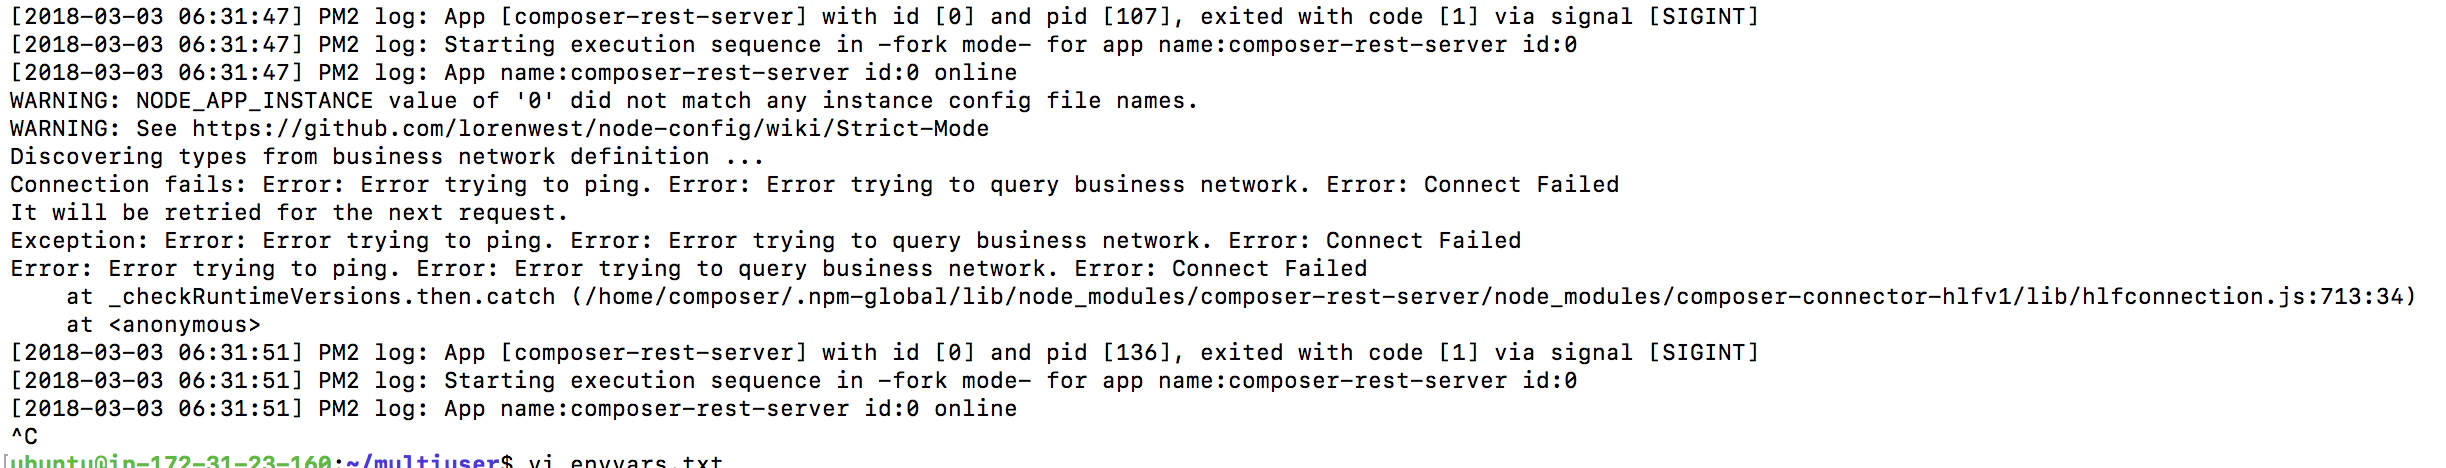 [2018-03-03 06:31:47] PM2 log: App [composer-rest-server] with id [0] and pid [107], exited with code [1] via signal [SIGINT]
[2018-03-03 06:31:47] PM2 log: Starting execution sequence in -fork mode- for app name:composer-rest-server id:0
[2018-03-03 06:31:47] PM2 log: App name:composer-rest-server id:0 online
WARNING: NODE_APP_INSTANCE value of '0' did not match any instance config file names.
WARNING: See https://github.com/lorenwest/node-config/wiki/Strict-Mode
Discovering types from business network definition ...
Connection fails: Error: Error trying to ping. Error: Error trying to query business network. Error: Connect Failed
It will be retried for the next request.
Exception: Error: Error trying to ping. Error: Error trying to query business network. Error: Connect Failed
Error: Error trying to ping. Error: Error trying to query business network. Error: Connect Failed
    at _checkRuntimeVersions.then.catch (/home/composer/.npm-global/lib/node_modules/composer-rest-server/node_modules/composer-connector-hlfv1/lib/hlfconnection.js:713:34)
    at <anonymous>
[2018-03-03 06:31:51] PM2 log: App [composer-rest-server] with id [0] and pid [136], exited with code [1] via signal [SIGINT]
[2018-03-03 06:31:51] PM2 log: Starting execution sequence in -fork mode- for app name:composer-rest-server id:0
[2018-03-03 06:31:51] PM2 log: App name:composer-rest-server id:0 online
^C
[ubuntu@ip-172-31-23-160:~/multiuser$ vi envvars.txt